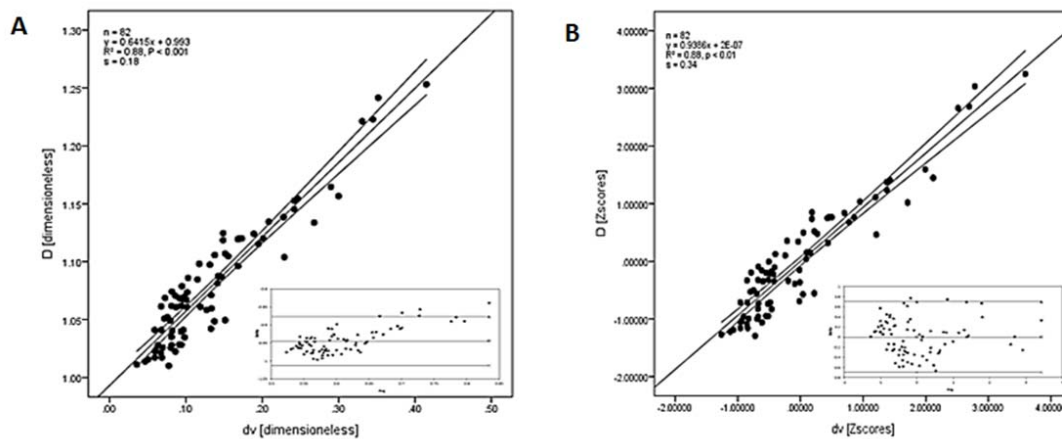 A
n = 82
y = 0.6415x + 0.993
R² = 0.88, P < 0.001
s = 0.18
1.30
1.25
1.20
1.15
1.10
1.05
1.00
D [dimensioneless]
.00 .10 .20 .30 .40 .50
dv [dimensioneless]
B
n = 82
y = 0.9386x + 2E-07
R² = 0.88, p < 0.01
s = 0.34
4.00000
3.00000
2.00000
1.00000
.00000
-1.00000
-2.00000
D [Zscores]
-2.00000 -1.00000 .00000 1.00000 2.00000 3.00000 4.00000
dv [Zscores]